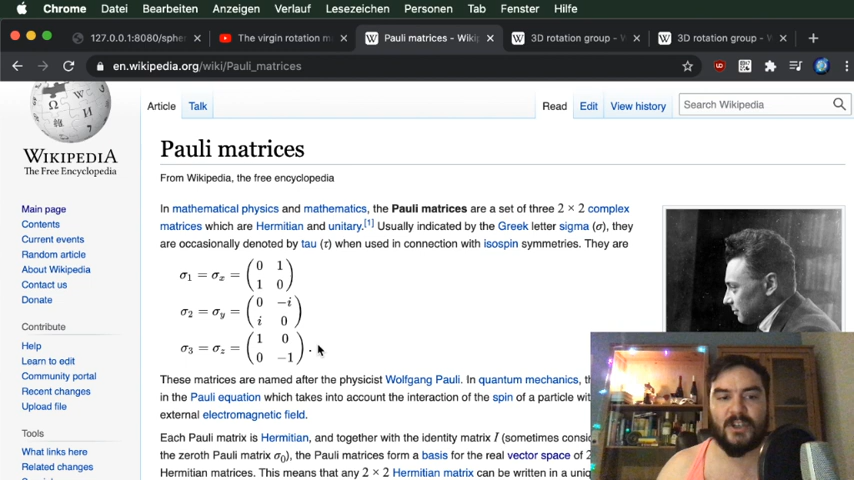 Chrome Datei Bearbeiten Anzeigen Verlauf Lesezeichen Personen Tab Fenster Hilfe
127.0.0.1:8080/sphe
The virgin rotation m
Pauli matrices - Wiki
3D rotation group - W
3D rotation group - W
en.wikipedia.org/wiki/Pauli_matrices
WIKIPEDIA
The Free Encyclopedia
Main page
Contents
Current events
Random article
About Wikipedia
Contact us
Donate
Contribute
Help
Learn to edit
Community portal
Recent changes
Upload file
Tools
What links here
Related changes
Article Talk
Read Edit View history
Search Wikipedia
Pauli matrices
From Wikipedia, the free encyclopedia
In mathematical physics and mathematics, the Pauli matrices are a set of three 2 × 2 complex
matrices which are Hermitian and unitary.[1] Usually indicated by the Greek letter sigma (σ), they
are occasionally denoted by tau (τ) when used in connection with isospin symmetries. They are
0 1
σ₁ = σₓ = ( )
1 0
0 −i
σ₂ = σᵧ = ( )
i 0
1 0
σ₃ = σ_z = ( ).
0 −1
These matrices are named after the physicist Wolfgang Pauli. In quantum mechanics,
in the Pauli equation which takes into account the interaction of the spin of a particle
external electromagnetic field.
Each Pauli matrix is Hermitian, and together with the identity matrix I (sometimes
the zeroth Pauli matrix σ₀), the Pauli matrices form a basis for the real vector space of 2
Hermitian matrices. This means that any 2 × 2 Hermitian matrix can be written in a